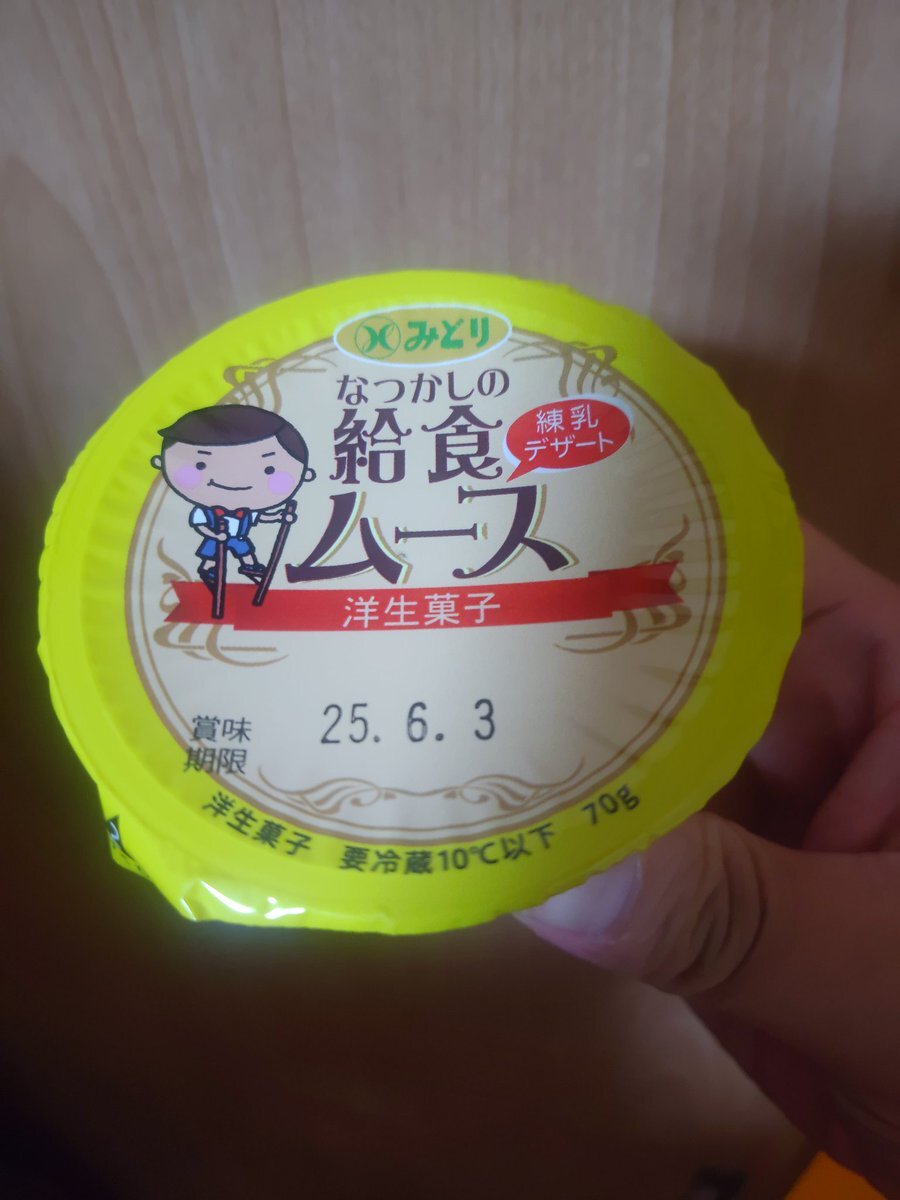 みどり
なつかしの
給食
ムース
練乳
デザート
洋生菓子
賞味
期限
25. 6. 3
洋生菓子 要冷蔵10℃以下 70g